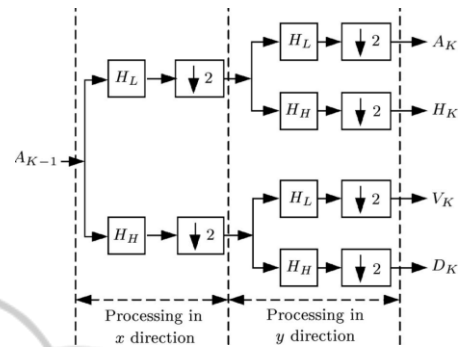 H_L ↓ 2 A_K
H_L ↓ 2
H_H ↓ 2 H_K
A_{K−1}
H_L ↓ 2 V_K
H_H ↓ 2
H_H ↓ 2 D_K
Processing in
x direction
Processing in
y direction